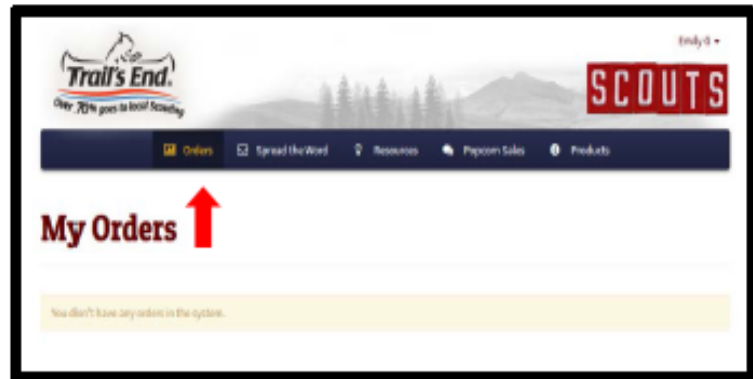 Emily G
Trail's End.
Over 70% goes to local Scouting
SCOUTS
Orders Spread the Word Resources Popcorn Sales Products
My Orders
You don't have any orders in the system.